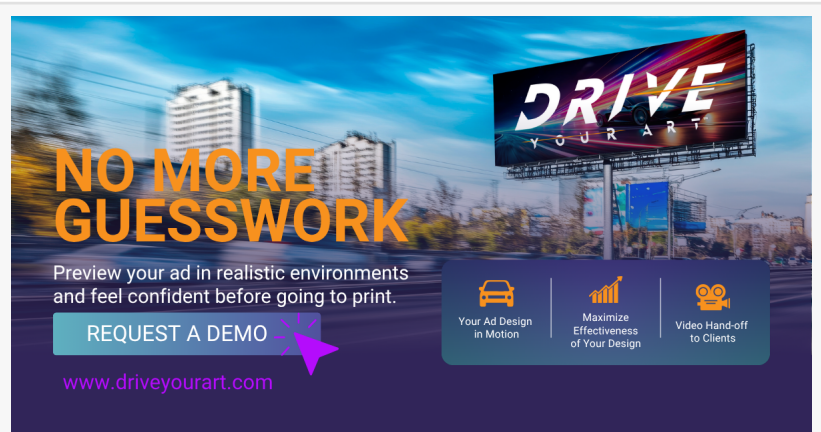 DRIVE
YOUR ART
NO MORE
GUESSWORK
Preview your ad in realistic environments
and feel confident before going to print.
REQUEST A DEMO
www.driveyourart.com
Your Ad Design
in Motion
Maximize
Effectiveness
of Your Design
Video Hand-off
to Clients